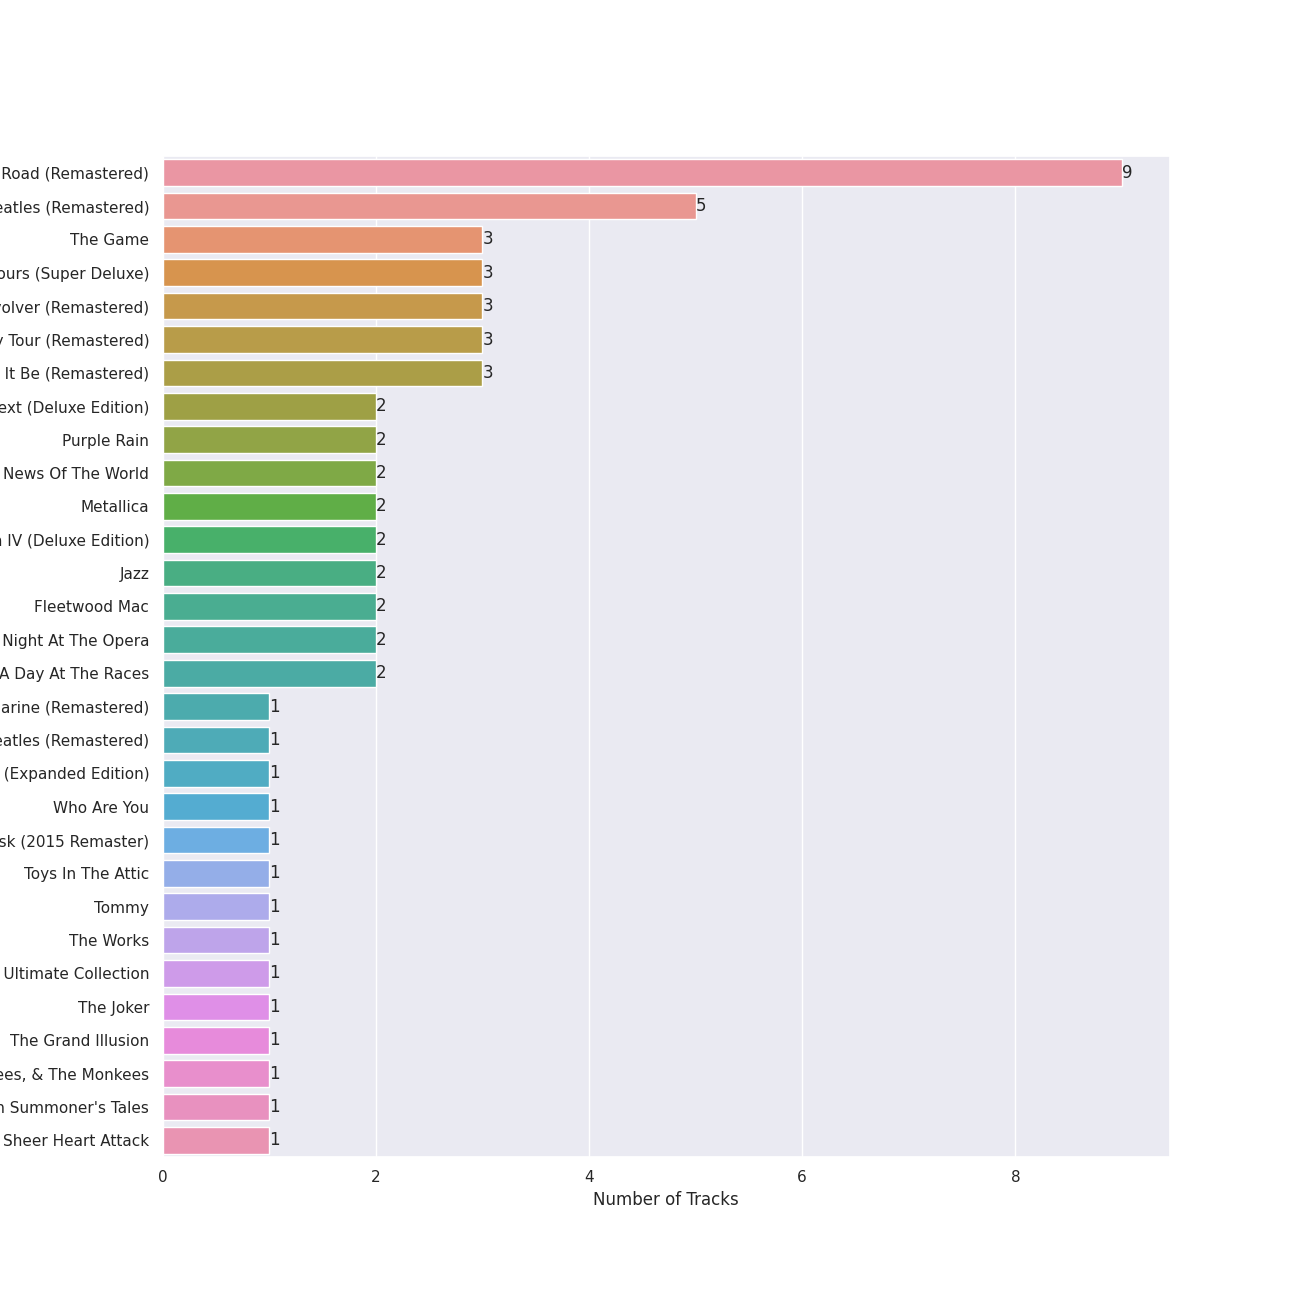 Road (Remastered) 9
eatles (Remastered) 5
The Game 3
ours (Super Deluxe) 3
volver (Remastered) 3
y Tour (Remastered) 3
It Be (Remastered) 3
ext (Deluxe Edition) 2
Purple Rain 2
News Of The World 2
Metallica 2
IV (Deluxe Edition) 2
Jazz 2
Fleetwood Mac 2
Night At The Opera 2
A Day At The Races 2
arine (Remastered) 1
eatles (Remastered) 1
(Expanded Edition) 1
Who Are You 1
sk (2015 Remaster) 1
Toys In The Attic 1
Tommy 1
The Works 1
Ultimate Collection 1
The Joker 1
The Grand Illusion 1
ees, & The Monkees 1
n Summoner's Tales 1
Sheer Heart Attack 1
0 2 4 6 8
Number of Tracks